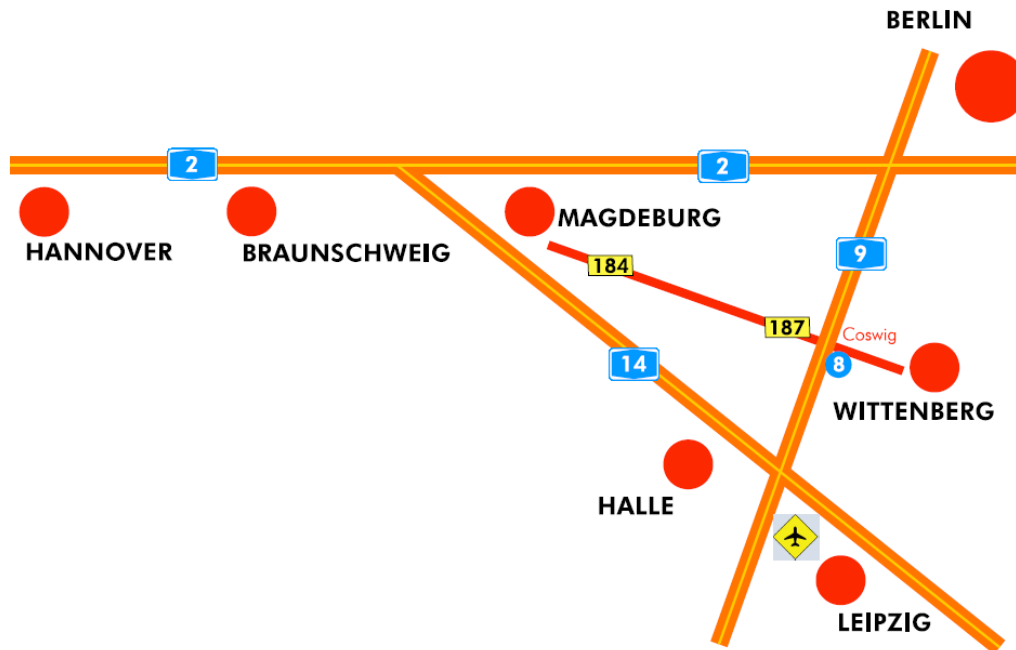 BERLIN
2
2
MAGDEBURG
HANNOVER
BRAUNSCHWEIG
9
184
187
Coswig
14
8
WITTENBERG
HALLE
LEIPZIG